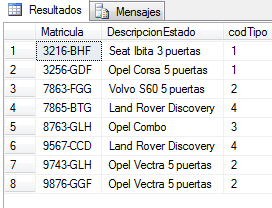 Resultados Mensajes
Matricula DescripcionEstado codTipo
1 3216-BHF Seat Ibita 3 puertas 1
2 3256-GDF Opel Corsa 5 puertas 1
3 7863-FGG Volvo S60 5 puertas 2
4 7865-BTG Land Rover Discovery 4
5 8763-GLH Opel Combo 3
6 9567-CCD Land Rover Discovery 4
7 9743-GLH Opel Vectra 5 puertas 2
8 9876-GGF Opel Vectra 5 puertas 2